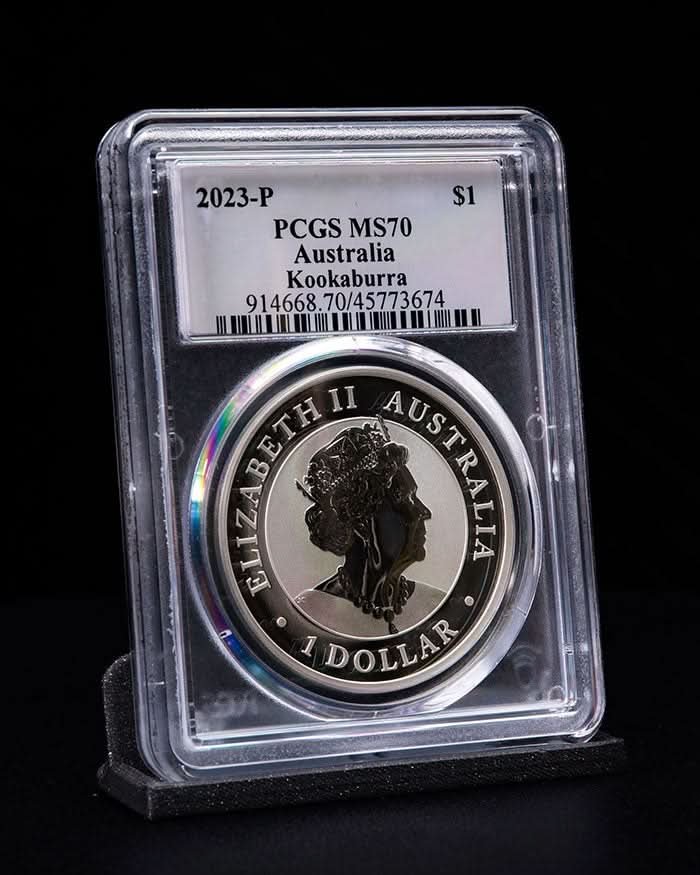 2023-P $1
PCGS MS70
Australia
Kookaburra
914668.70/45773674
ELIZABETH II AUSTRALIA
• 1 DOLLAR •